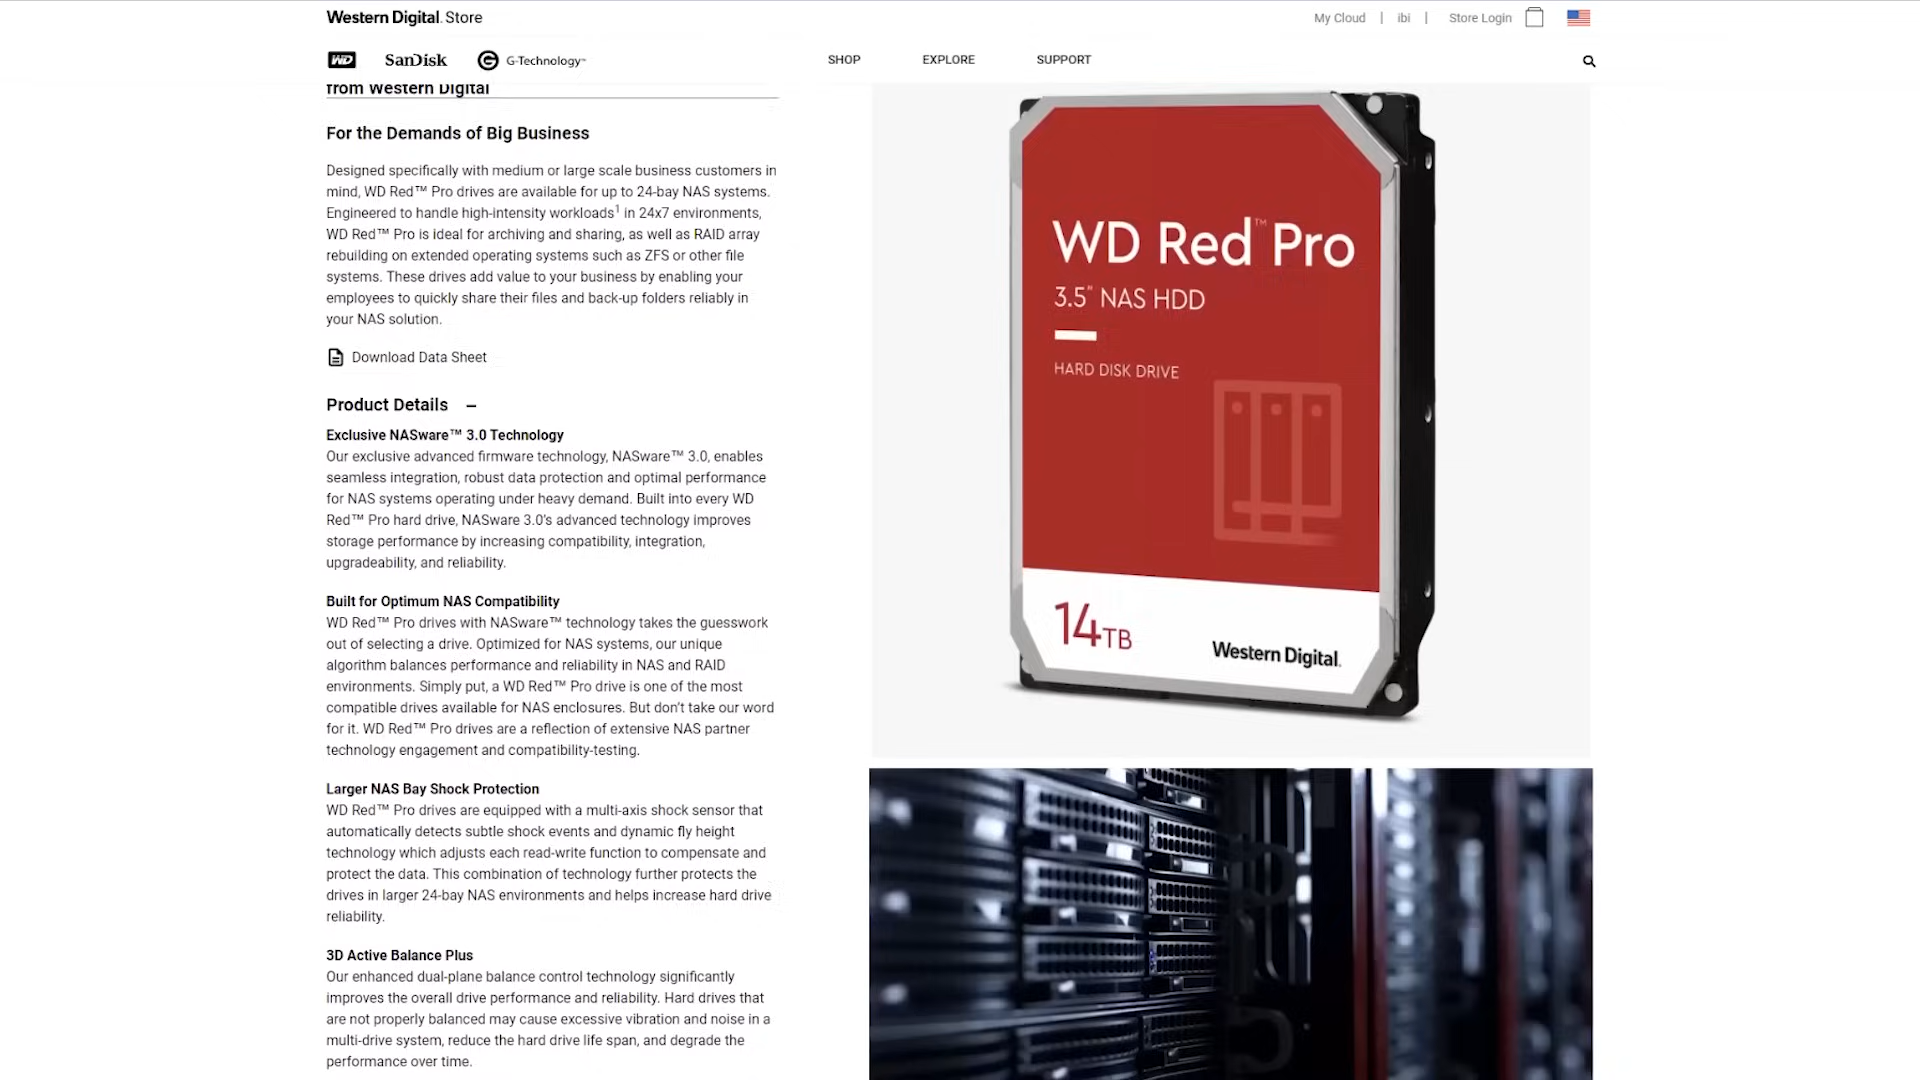 Western Digital. Store
My Cloud | ibi | Store Login
WD SanDisk G-Technology™ SHOP EXPLORE SUPPORT
from Western Digital
For the Demands of Big Business
Designed specifically with medium or large scale business customers in
mind, WD Red™ Pro drives are available for up to 24-bay NAS systems.
Engineered to handle high-intensity workloads1 in 24x7 environments,
WD Red™ Pro is ideal for archiving and sharing, as well as RAID array
rebuilding on extended operating systems such as ZFS or other file
systems. These drives add value to your business by enabling your
employees to quickly share their files and back-up folders reliably in
your NAS solution.
Download Data Sheet
Product Details –
Exclusive NASware™ 3.0 Technology
Our exclusive advanced firmware technology, NASware™ 3.0, enables
seamless integration, robust data protection and optimal performance
for NAS systems operating under heavy demand. Built into every WD
Red™ Pro hard drive, NASware 3.0's advanced technology improves
storage performance by increasing compatibility, integration,
upgradeability, and reliability.
Built for Optimum NAS Compatibility
WD Red™ Pro drives with NASware™ technology takes the guesswork
out of selecting a drive. Optimized for NAS systems, our unique
algorithm balances performance and reliability in NAS and RAID
environments. Simply put, a WD Red™ Pro drive is one of the most
compatible drives available for NAS enclosures. But don't take our word
for it. WD Red™ Pro drives are a reflection of extensive NAS partner
technology engagement and compatibility-testing.
Larger NAS Bay Shock Protection
WD Red™ Pro drives are equipped with a multi-axis shock sensor that
automatically detects subtle shock events and dynamic fly height
technology which adjusts each read-write function to compensate and
protect the data. This combination of technology further protects the
drives in larger 24-bay NAS environments and helps increase hard drive
reliability.
3D Active Balance Plus
Our enhanced dual-plane balance control technology significantly
improves the overall drive performance and reliability. Hard drives that
are not properly balanced may cause excessive vibration and noise in a
multi-drive system, reduce the hard drive life span, and degrade the
performance over time.
WD Red™ Pro
3.5" NAS HDD
HARD DISK DRIVE
14TB
Western Digital.